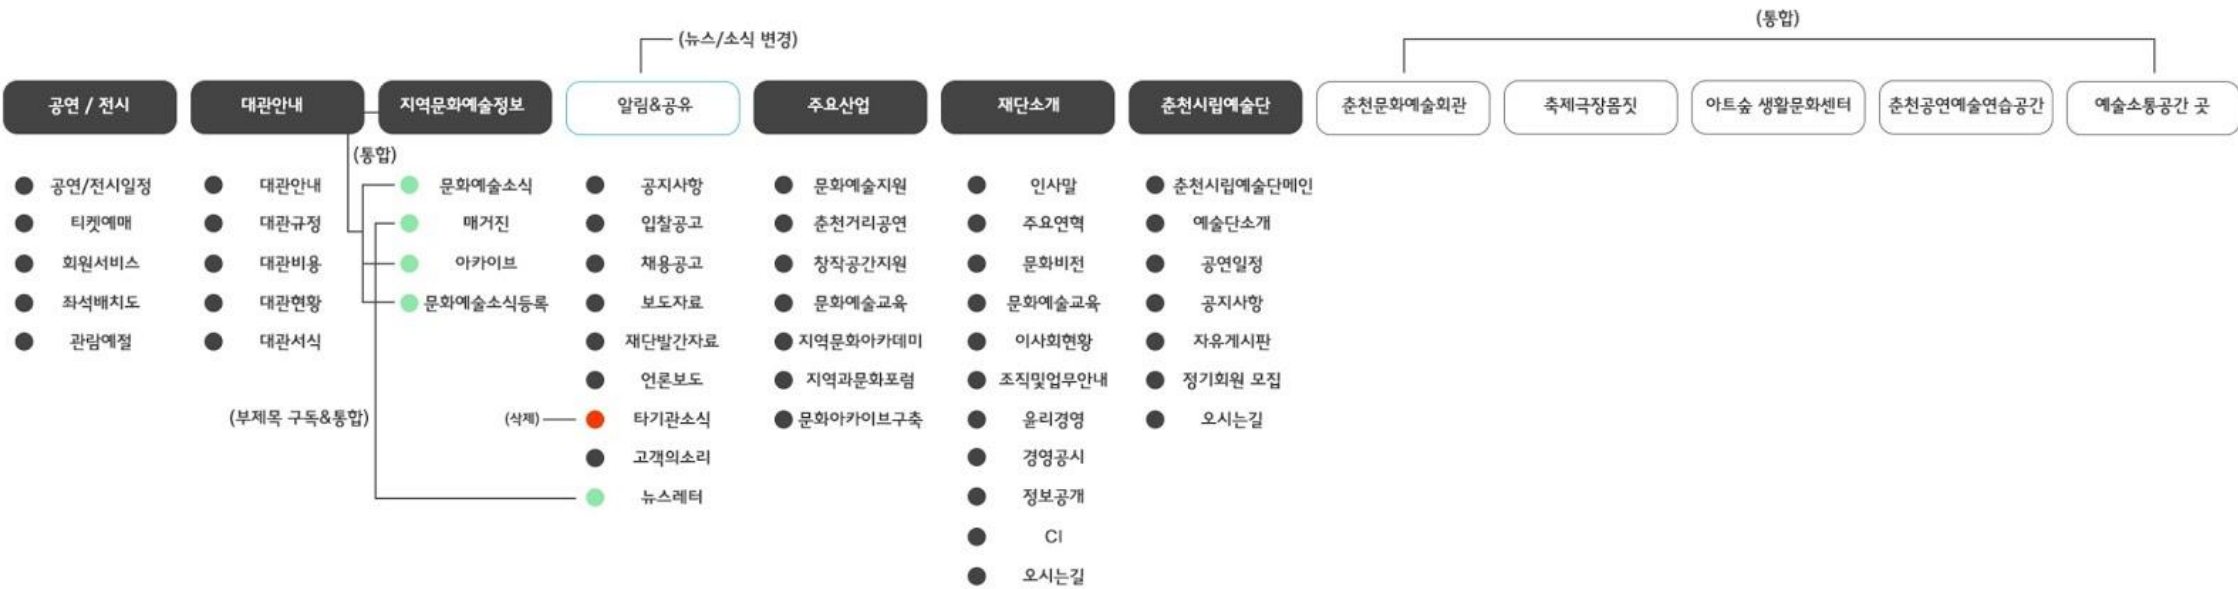 (통합)
(뉴스/소식 변경)
공연 / 전시
대관안내
지역문화예술정보
알림&공유
주요산업
재단소개
춘천시립예술단
춘천문화예술회관
축제극장몸짓
아트숲 생활문화센터
춘천공연예술연습공간
예술소통공간 곳
공연/전시일정
티켓예매
회원서비스
좌석배치도
관람예절
대관안내
대관규정
대관비용
대관현황
대관서식
(통합)
문화예술소식
매거진
아카이브
문화예술소식등록
(부제목 구독&통합)
공지사항
입찰공고
채용공고
보도자료
재단발간자료
언론보도
(삭제)
타기관소식
고객의소리
뉴스레터
문화예술지원
춘천거리공연
창작공간지원
문화예술교육
지역문화아카데미
지역과문화포럼
문화아카이브구축
인사말
주요연혁
문화비전
문화예술교육
이사회현황
조직및업무안내
윤리경영
경영공시
정보공개
CI
오시는길
춘천시립예술단메인
예술단소개
공연일정
공지사항
자유게시판
정기회원 모집
오시는길